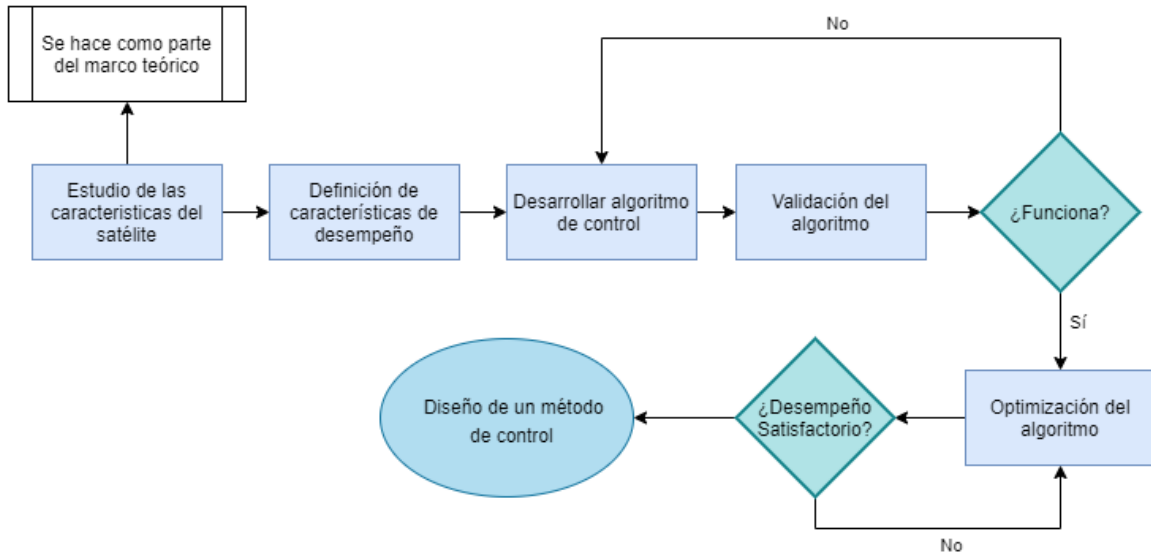 Se hace como parte
del marco teórico
No
Estudio de las
caracteristicas del
satélite
Definición de
característícas de
desempeño
Desarrollar algoritmo
de control
Validación del
algoritmo
¿Funciona?
Sí
Optimización del
algoritmo
¿Desempeño
Satisfactorio?
Diseño de un método
de control
No